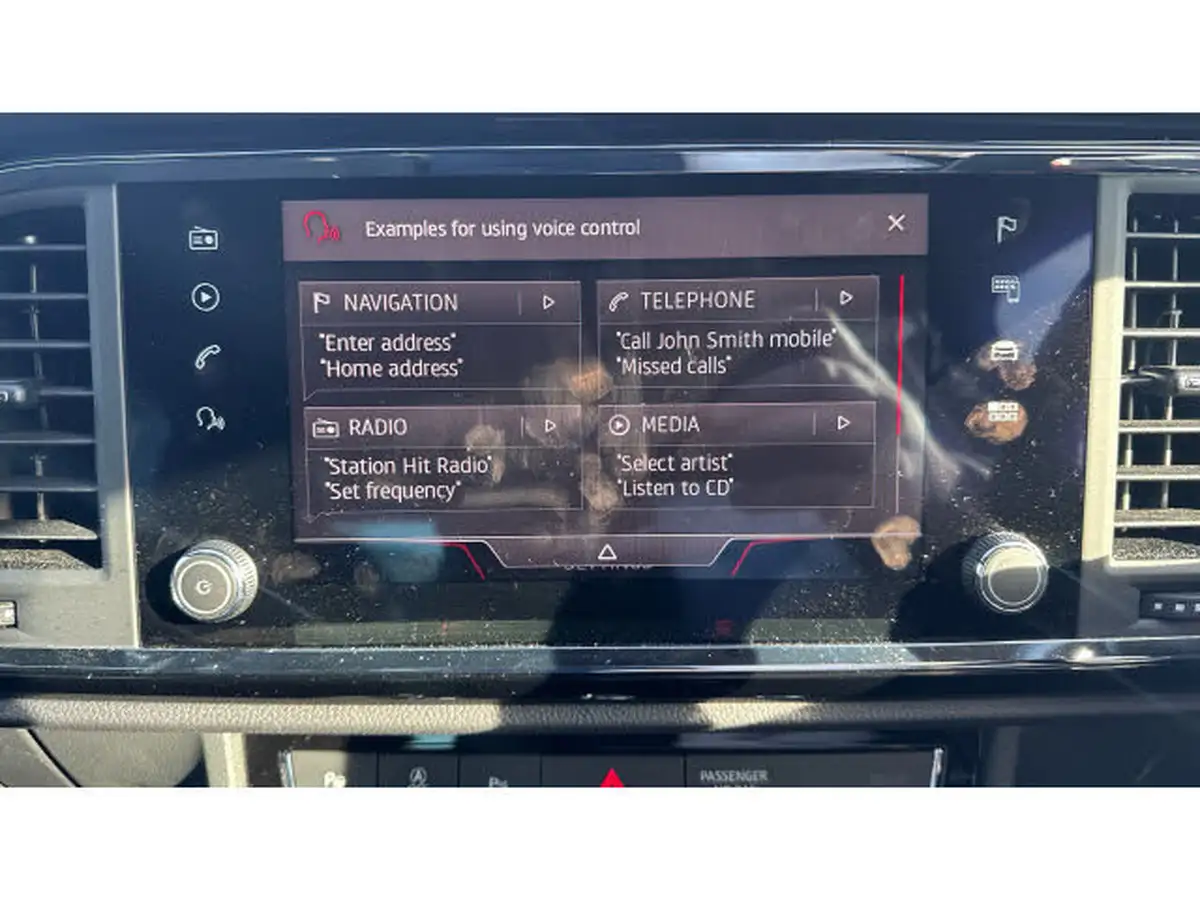 Examples for using voice control
NAVIGATION
"Enter address"
"Home address"
TELEPHONE
"Call John Smith mobile"
"Missed calls"
RADIO
"Station Hit Radio"
"Set frequency"
MEDIA
"Select artist"
"Listen to CD"
SETTINGS
PASSENGER